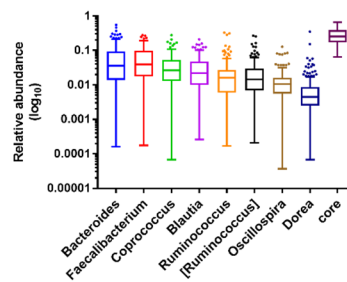 Relative abundance
(log10)
1
0.1
0.01
0.001
0.0001
0.00001
Bacteroides
Faecalibacterium
Coprococcus
Blautia
Ruminococcus
[Ruminococcus]
Oscillospira
Dorea
core